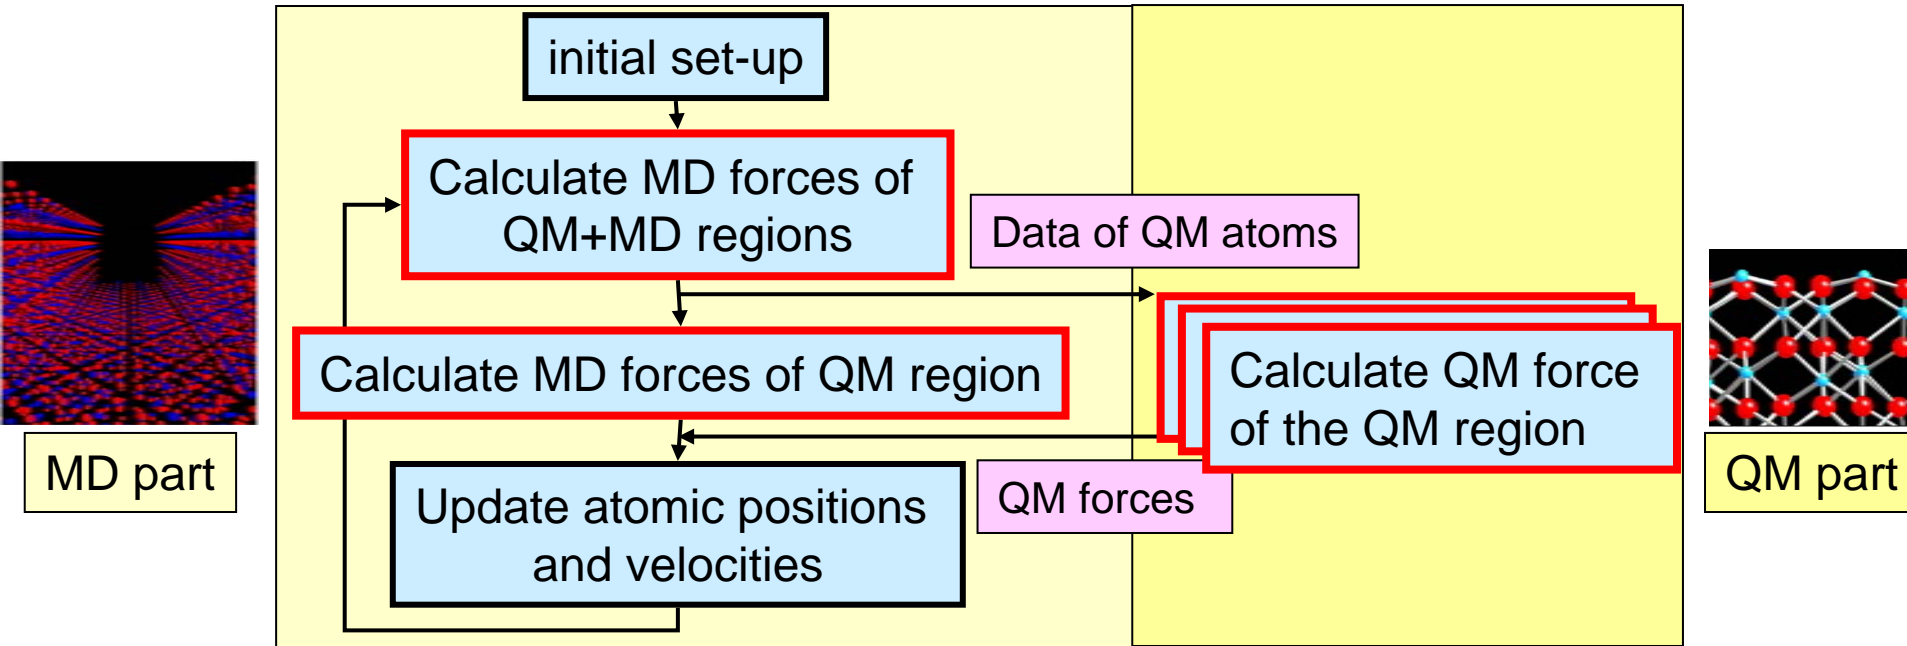 initial set-up
Calculate MD forces of
QM+MD regions
Data of QM atoms
Calculate MD forces of QM region
Calculate QM force
of the QM region
MD part
QM part
QM forces
Update atomic positions
and velocities